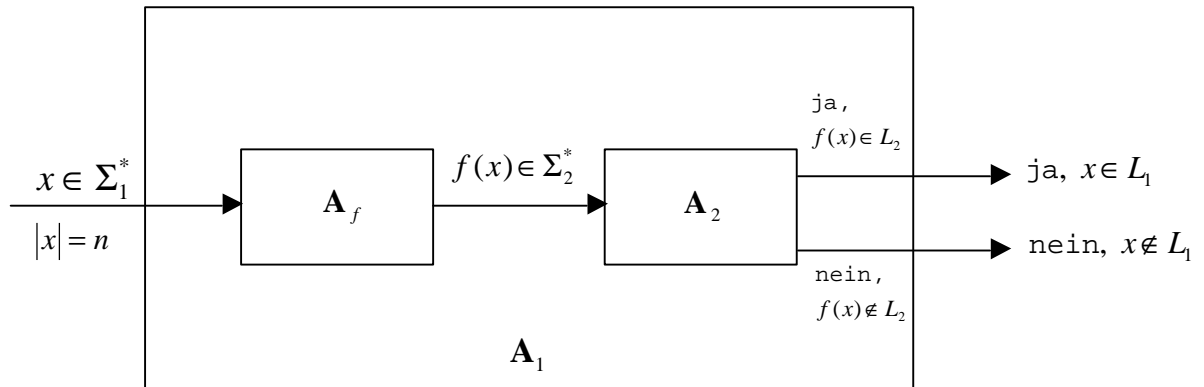 x ∈ Σ₁*
|x| = n
A_f
f(x) ∈ Σ₂*
A₂
ja,
f(x) ∈ L₂
nein,
f(x) ∉ L₂
ja, x ∈ L₁
nein, x ∉ L₁
A₁